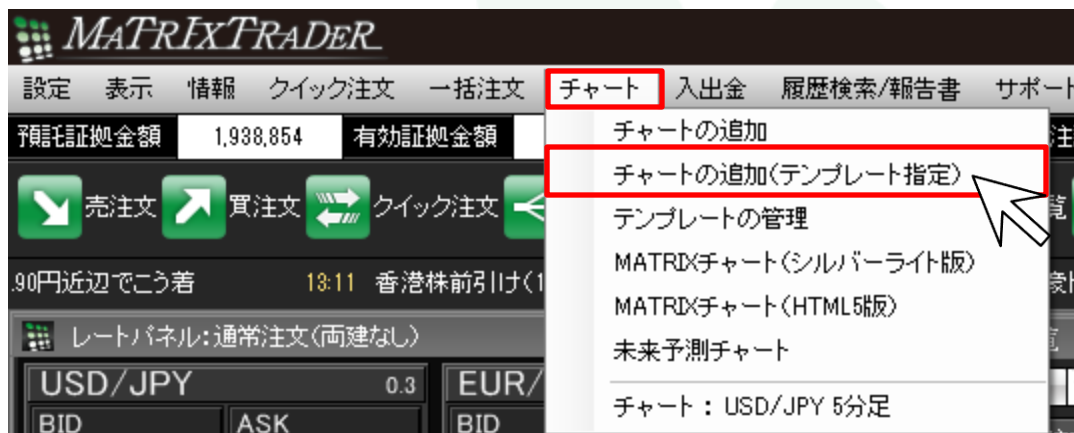 MATRIXTRADER
設定 表示 情報 クイック注文 一括注文 チャート 入出金 履歴検索/報告書 サポート
預託証拠金額 1,938,854 有効証拠金額
チャートの追加
チャートの追加(テンプレート指定)
売注文 買注文 クイック注文
テンプレートの管理
MATRIXチャート(シルバーライト版)
.90円近辺でこう着 13:11 香港株前引け(1
MATRIXチャート(HTML5版)
レートパネル:通常注文(両建なし)
未来予測チャート
USD/JPY 0.3 EUR/
チャート: USD/JPY 5分足
BID ASK BID